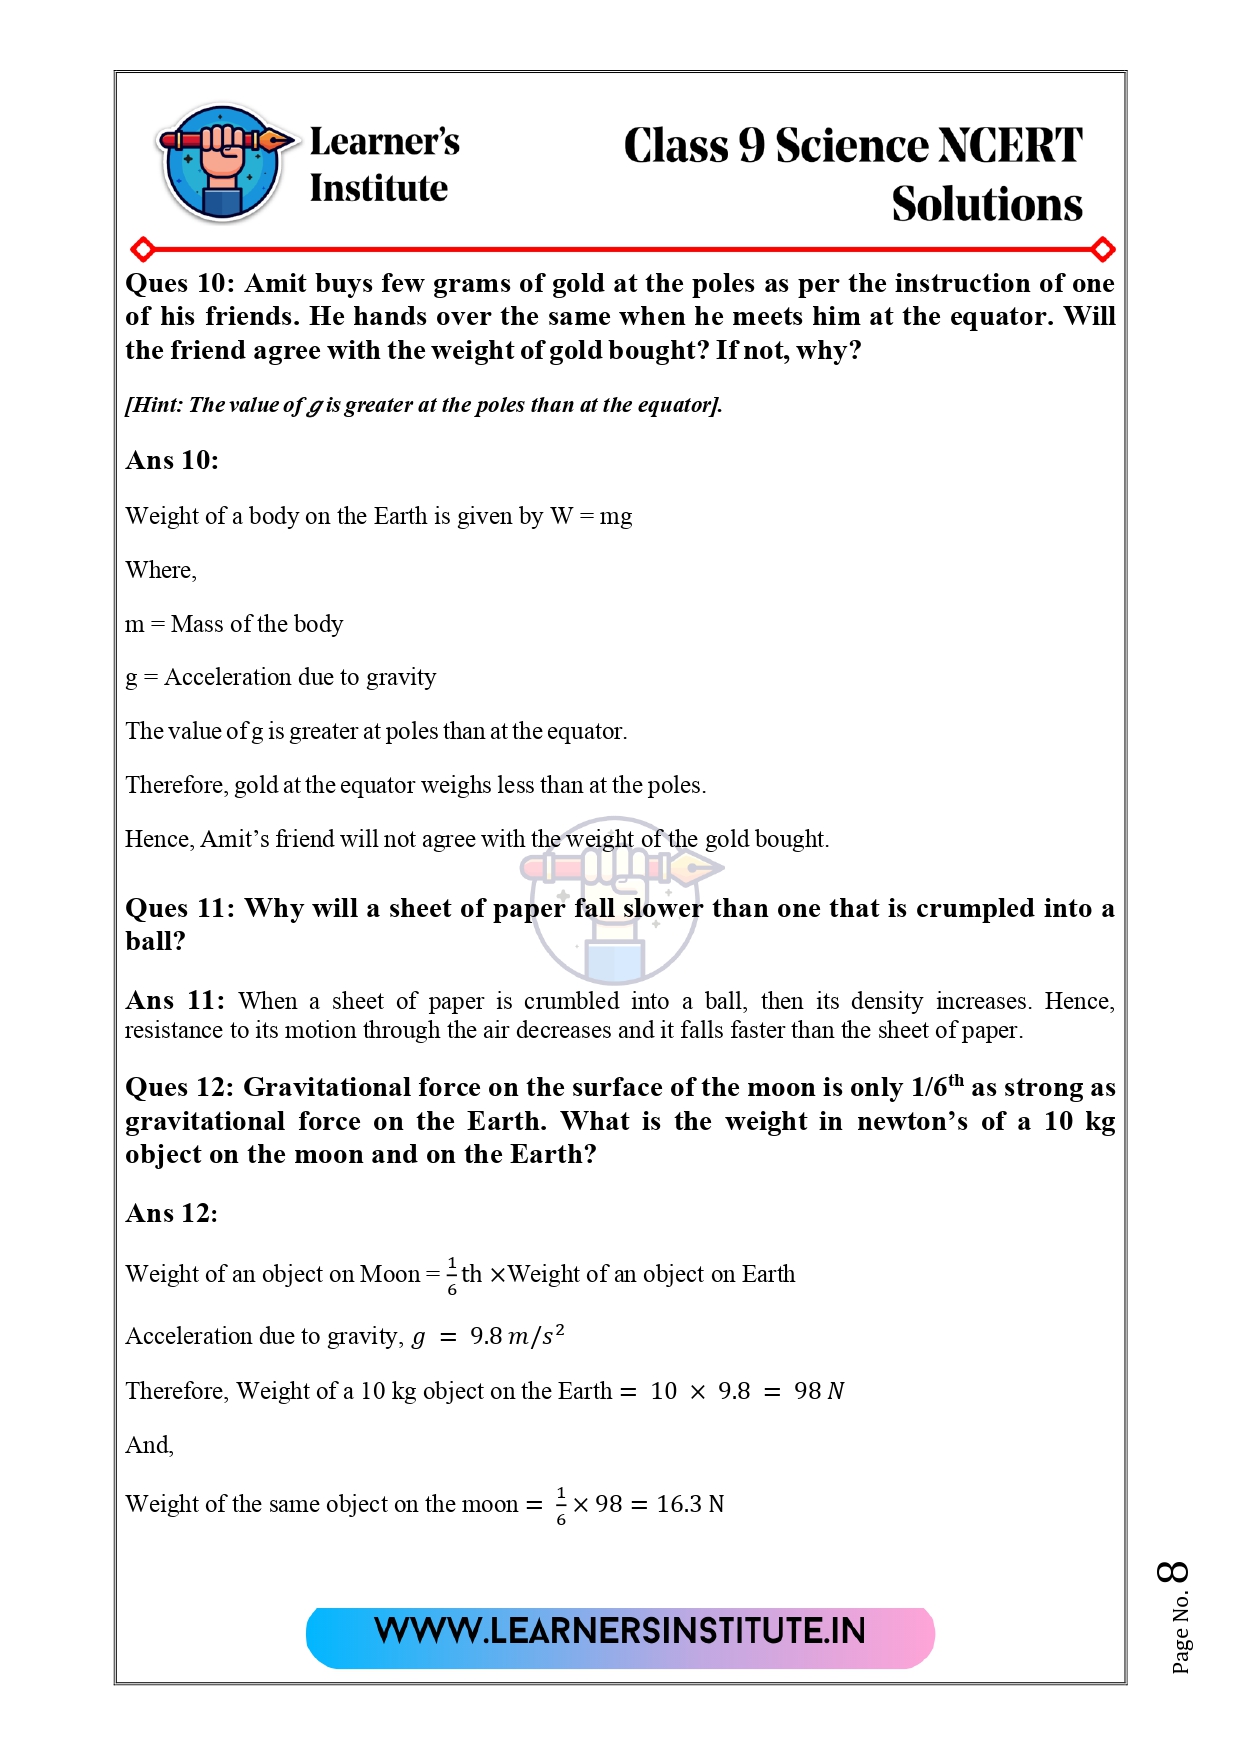 Learner's
Institute
Class 9 Science NCERT
Solutions
Ques 10: Amit buys few grams of gold at the poles as per the instruction of one
of his friends. He hands over the same when he meets him at the equator. Will
the friend agree with the weight of gold bought? If not, why?
[Hint: The value of 𝑔 is greater at the poles than at the equator].
Ans 10:
Weight of a body on the Earth is given by W = mg
Where,
m = Mass of the body
g = Acceleration due to gravity
The value of g is greater at poles than at the equator.
Therefore, gold at the equator weighs less than at the poles.
Hence, Amit's friend will not agree with the weight of the gold bought.
Ques 11: Why will a sheet of paper fall slower than one that is crumpled into a
ball?
Ans 11: When a sheet of paper is crumbled into a ball, then its density increases. Hence,
resistance to its motion through the air decreases and it falls faster than the sheet of paper.
Ques 12: Gravitational force on the surface of the moon is only 1/6th as strong as
gravitational force on the Earth. What is the weight in newton's of a 10 kg
object on the moon and on the Earth?
Ans 12:
Weight of an object on Moon = 1/6 th ×Weight of an object on Earth
Acceleration due to gravity, 𝑔 = 9.8 𝑚/𝑠²
Therefore, Weight of a 10 kg object on the Earth = 10 × 9.8 = 98 𝑁
And,
Weight of the same object on the moon = 1/6 × 98 = 16.3 N
WWW.LEARNERSINSTITUTE.IN
Page No. 8